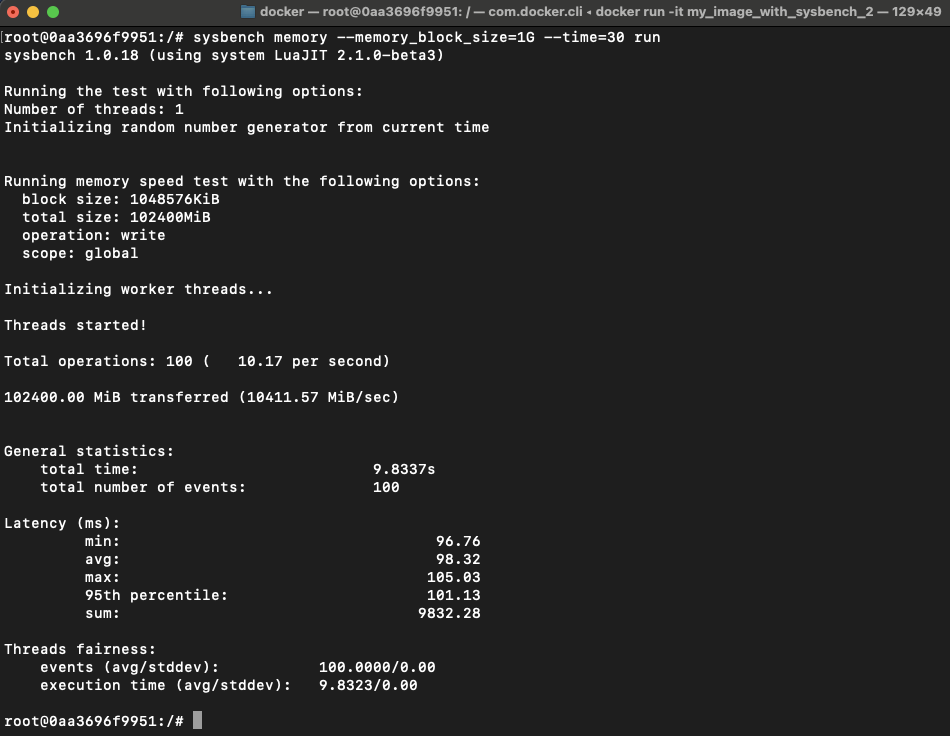 docker — root@0aa3696f9951: / — com.docker.cli ◂ docker run -it my_image_with_sysbench_2 — 129×49
[root@0aa3696f9951:/# sysbench memory --memory_block_size=1G --time=30 run
sysbench 1.0.18 (using system LuaJIT 2.1.0-beta3)
Running the test with following options:
Number of threads: 1
Initializing random number generator from current time
Running memory speed test with the following options:
block size: 1048576KiB
total size: 102400MiB
operation: write
scope: global
Initializing worker threads...
Threads started!
Total operations: 100 (   10.17 per second)
102400.00 MiB transferred (10411.57 MiB/sec)
General statistics:
total time:                          9.8337s
total number of events:              100
Latency (ms):
min:                                   96.76
avg:                                   98.32
max:                                  105.03
95th percentile:                      101.13
sum:                                 9832.28
Threads fairness:
events (avg/stddev):           100.0000/0.00
execution time (avg/stddev):   9.8323/0.00
root@0aa3696f9951:/#